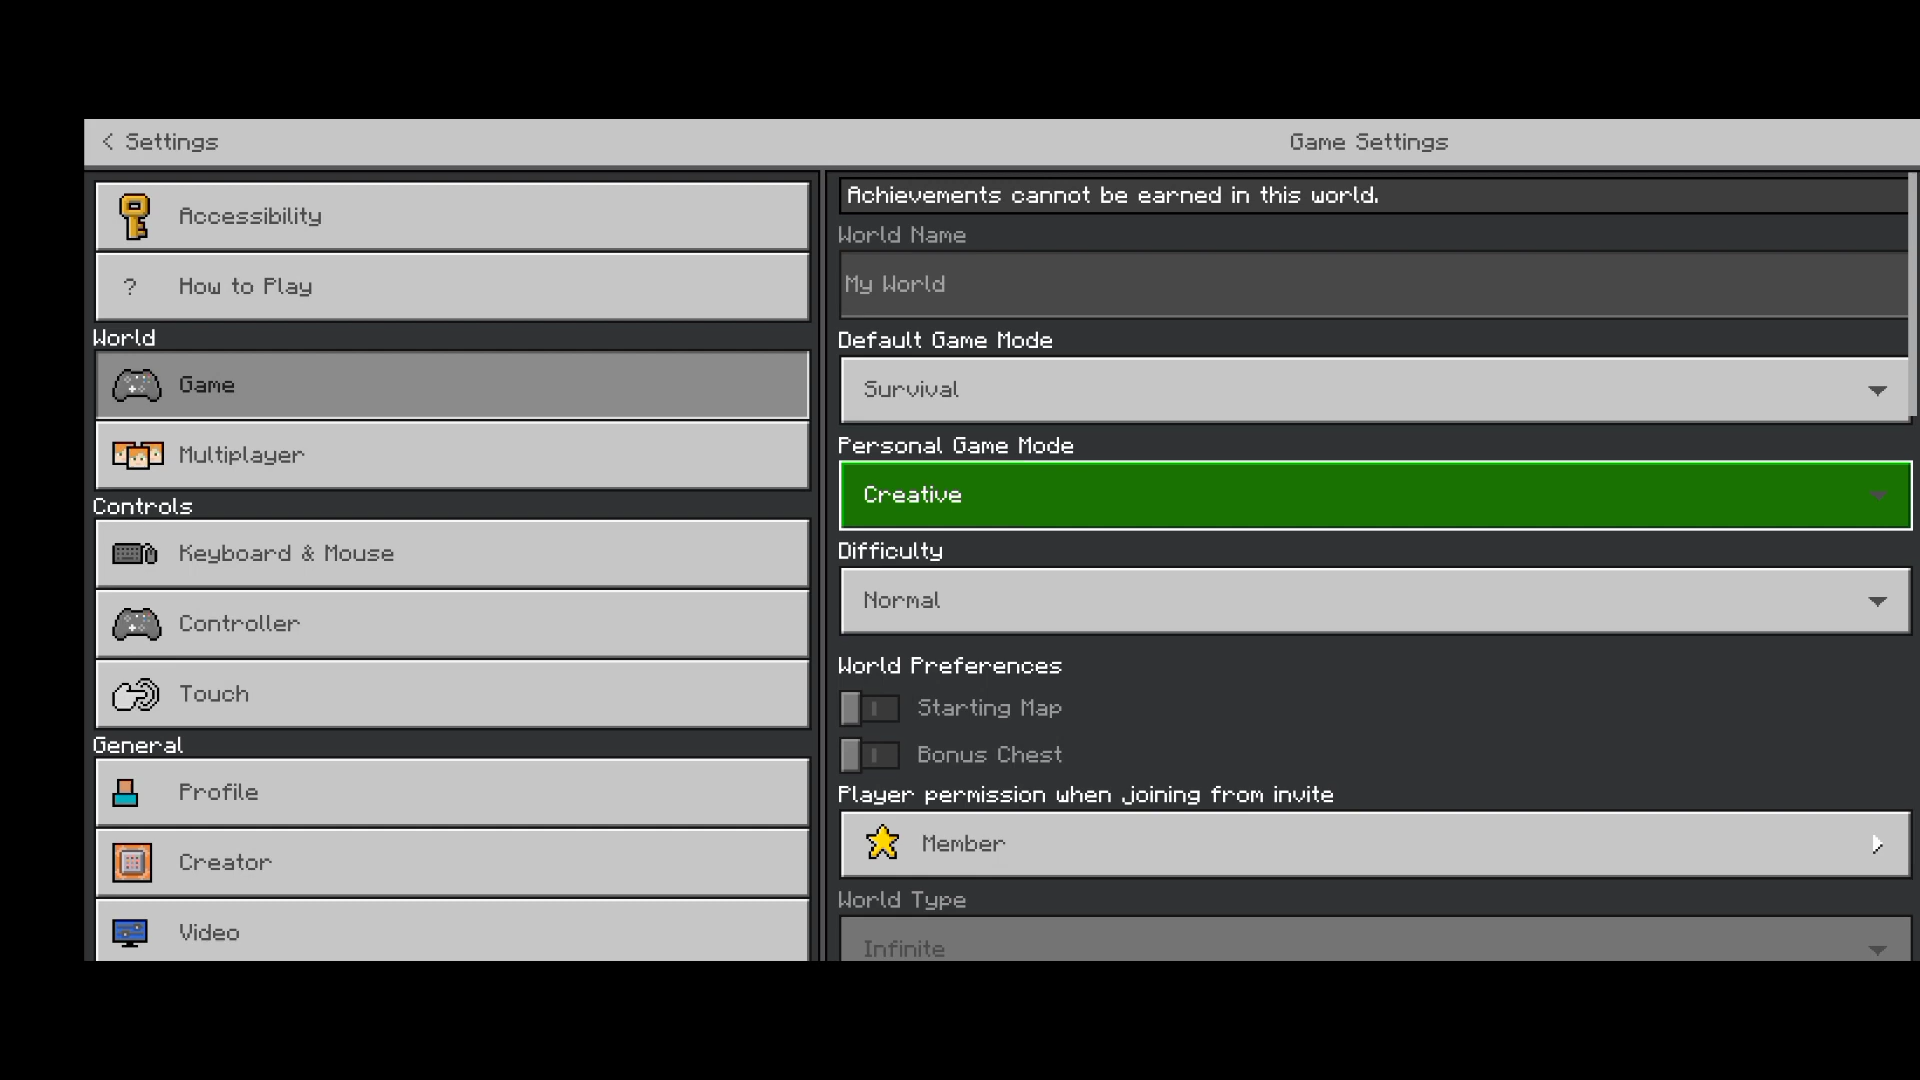 < Settings
Game Settings
Accessibility
? How to Play
World
Game
Multiplayer
Controls
Keyboard & Mouse
Controller
Touch
General
Profile
Creator
Video
Achievements cannot be earned in this world.
World Name
My World
Default Game Mode
Survival
Personal Game Mode
Creative
Difficulty
Normal
World Preferences
Starting Map
Bonus Chest
Player permission when joining from invite
Member
World Type
Infinite